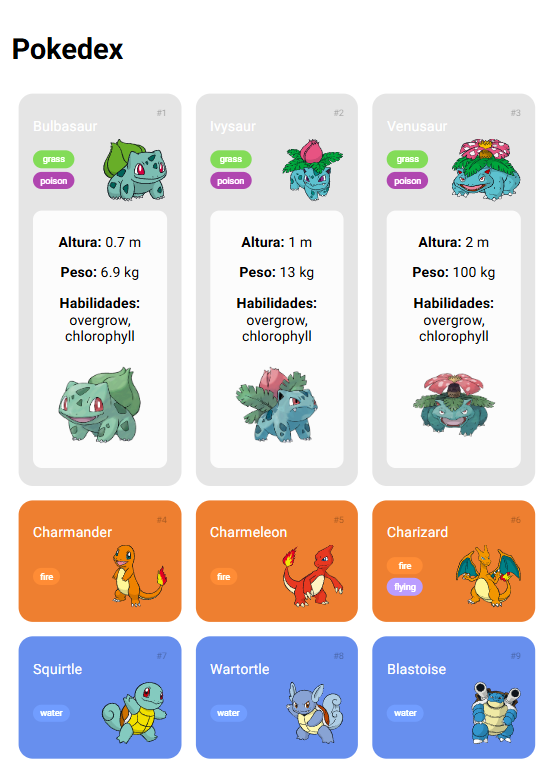 Pokedex
#1
Bulbasaur
grass
poison
Altura: 0.7 m
Peso: 6.9 kg
Habilidades:
overgrow,
chlorophyll
#2
Ivysaur
grass
poison
Altura: 1 m
Peso: 13 kg
Habilidades:
overgrow,
chlorophyll
#3
Venusaur
grass
poison
Altura: 2 m
Peso: 100 kg
Habilidades:
overgrow,
chlorophyll
#4
Charmander
fire
#5
Charmeleon
fire
#6
Charizard
fire
flying
#7
Squirtle
water
#8
Wartortle
water
#9
Blastoise
water